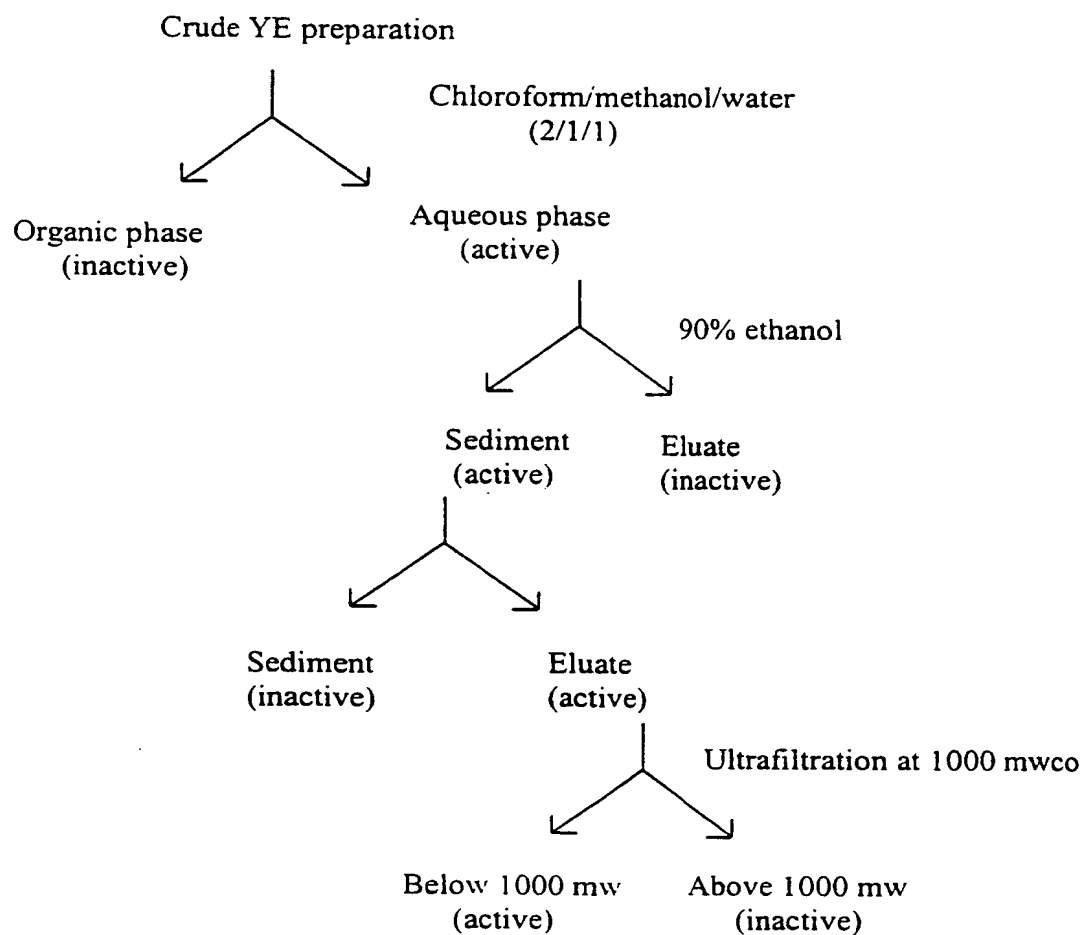 Crude YE preparation
Chloroform/methanol/water
(2/1/1)
Organic phase
(inactive)
Aqueous phase
(active)
90% ethanol
Sediment
(active)
Eluate
(inactive)
Sediment
(inactive)
Eluate
(active)
Ultrafiltration at 1000 mwco
Below 1000 mw
(active)
Above 1000 mw
(inactive)